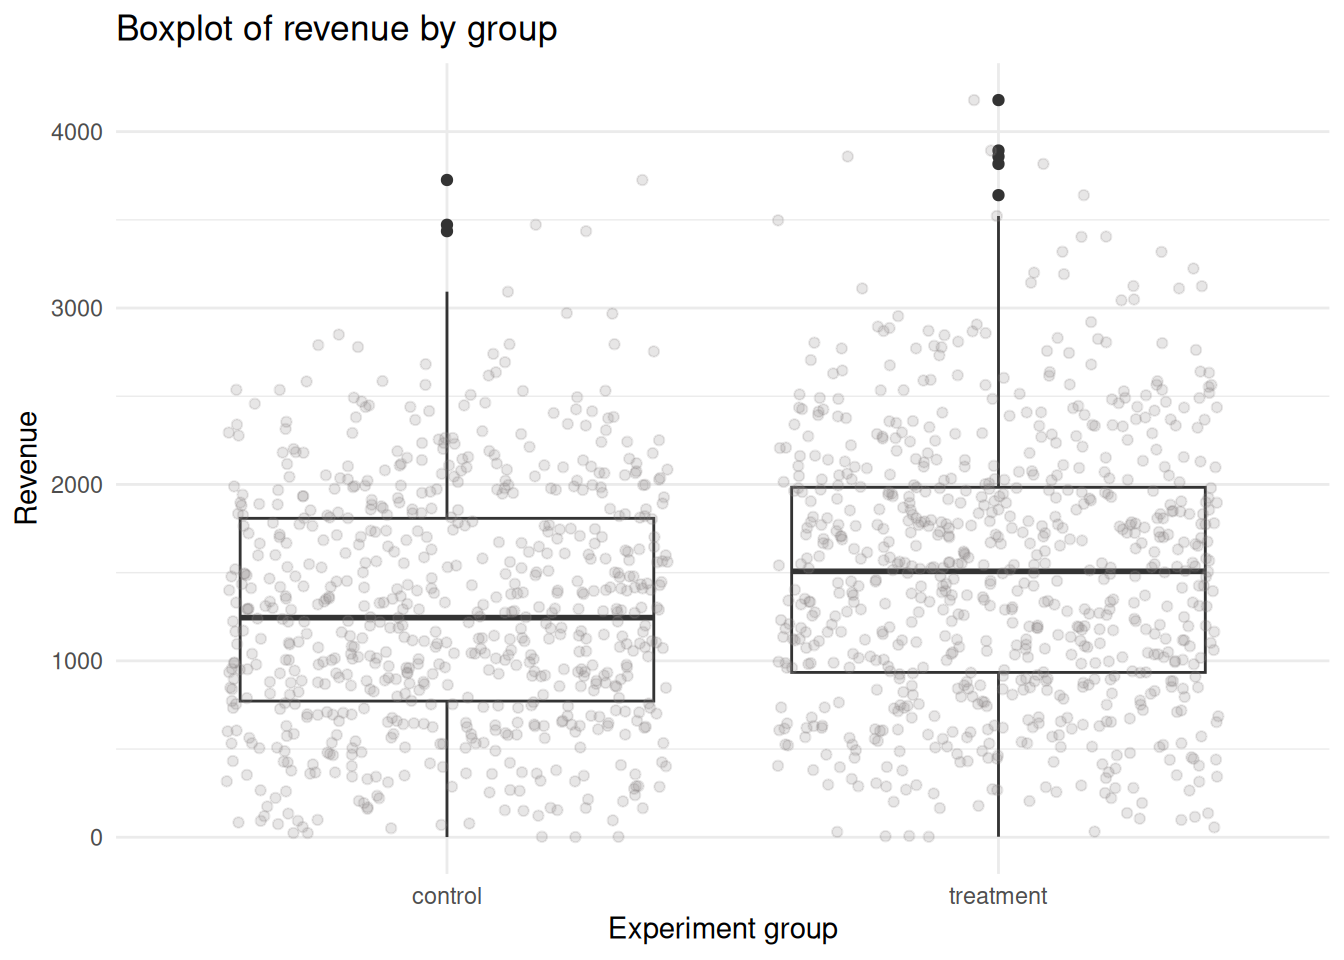 Boxplot of revenue by group
Revenue
4000
3000
2000
1000
0
control treatment
Experiment group